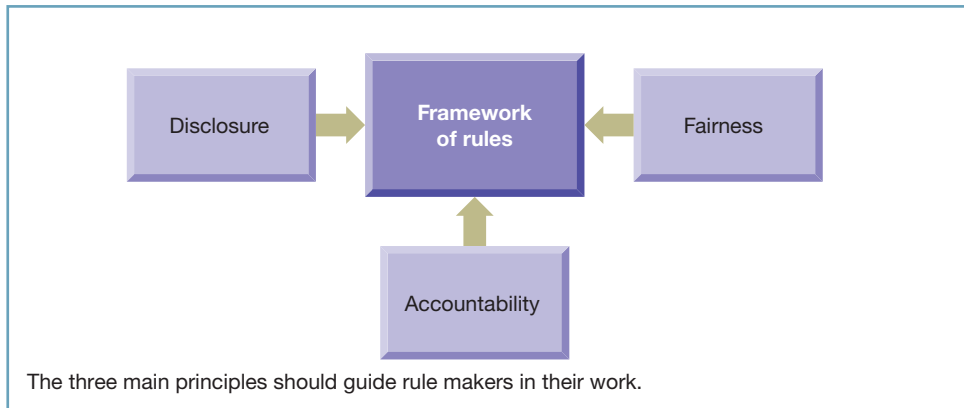 Disclosure
Framework
of rules
Fairness
Accountability
The three main principles should guide rule makers in their work.